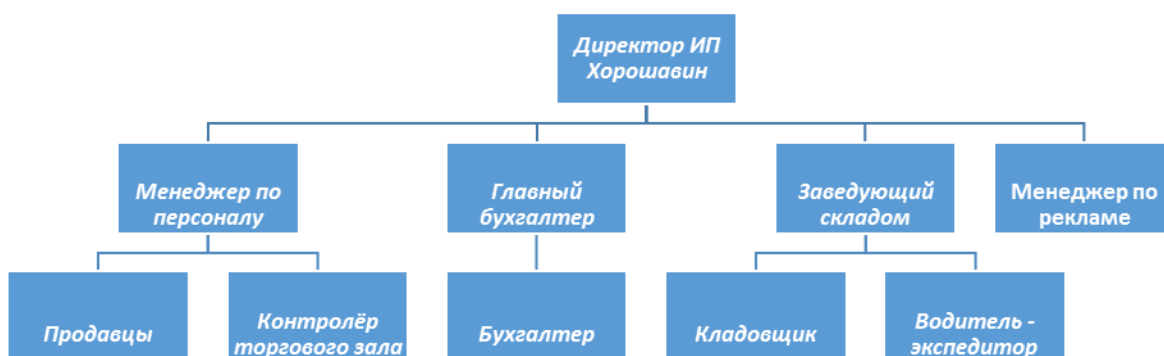 Директор ИП
Хорошавин
Менеджер по
персоналу
Главный
бухгалтер
Заведующий
складом
Менеджер по
рекламе
Продавцы
Контролёр
торгового зала
Бухгалтер
Кладовщик
Водитель -
экспедитор